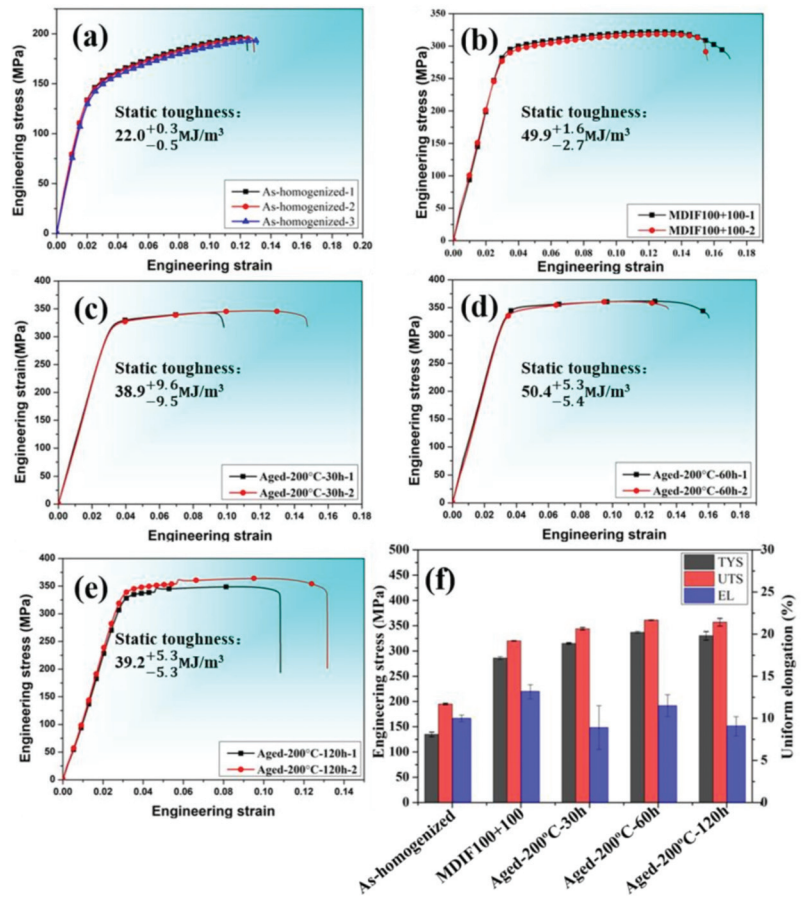 (a)
Engineering stress (MPa)
200
150
100
50
0
Static toughness:
22.0 +0.3 −0.5 MJ/m³
As-homogenized-1
As-homogenized-2
As-homogenized-3
0.00 0.02 0.04 0.06 0.08 0.10 0.12 0.14 0.16 0.18 0.20
Engineering strain
(b)
Engineering stress (MPa)
350
300
250
200
150
100
50
0
Static toughness:
49.9 +1.6 −2.7 MJ/m³
MDIF100+100-1
MDIF100+100-2
0.00 0.02 0.04 0.06 0.08 0.10 0.12 0.14 0.16 0.18
Engineering strain
(c)
Engineering strain(MPa)
400
350
300
250
200
150
100
50
0
Static toughness:
38.9 +9.6 −9.5 MJ/m³
Aged-200°C-30h-1
Aged-200°C-30h-2
0.00 0.02 0.04 0.06 0.08 0.10 0.12 0.14 0.16 0.18
Engineering strain
(d)
Engineering stress (MPa)
400
350
300
250
200
150
100
50
0
Static toughness:
50.4 +5.3 −5.4 MJ/m³
Aged-200°C-60h-1
Aged-200°C-60h-2
0.00 0.02 0.04 0.06 0.08 0.10 0.12 0.14 0.16 0.18
Engineering strain
(e)
Engineering stress (MPa)
400
350
300
250
200
150
100
50
0
Static toughness:
39.2 +5.3 −5.3 MJ/m³
Aged-200°C-120h-1
Aged-200°C-120h-2
0.00 0.02 0.04 0.06 0.08 0.10 0.12 0.14
Engineering strain
(f)
Engineering stress (MPa)
500
450
400
350
300
250
200
150
100
50
0
TYS
UTS
EL
30
25
20
15
10
5
0
Uniform elongation (%)
As-homogenized
MDIF100+100
Aged-200°C-30h
Aged-200°C-60h
Aged-200°C-120h